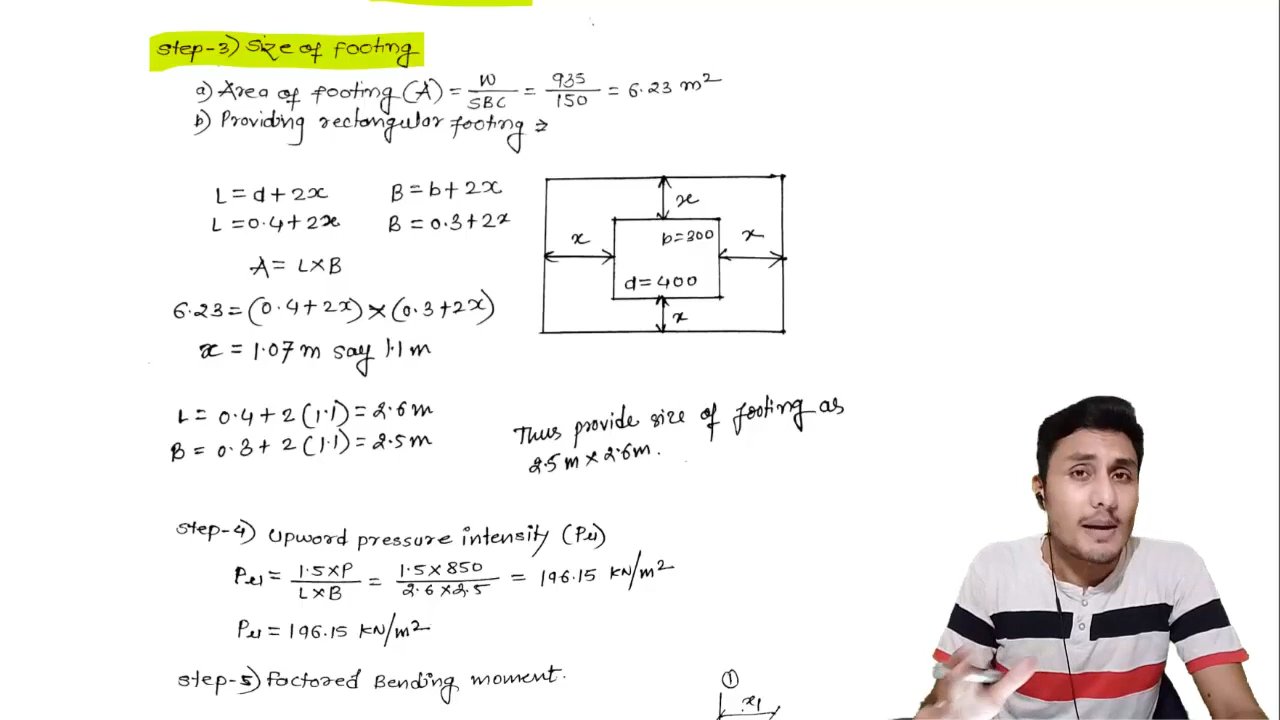 Step-3) Size of Footing
a) Area of footing (A) = W/SBC = 935/150 = 6.23 m²
b) Providing rectangular footing ⇒
L = d + 2x B = b + 2x
L = 0.4 + 2x B = 0.3 + 2x
A = L×B
6.23 = (0.4 + 2x) × (0.3 + 2x)
x = 1.07 m say 1.1 m
x
x
b=300
x
d=400
x
L = 0.4 + 2 (1.1) = 2.6 m
B = 0.3 + 2 (1.1) = 2.5 m
Thus provide size of footing as
2.5 m × 2.6 m.
Step-4) Upword pressure intensity (Pu)
Pu = 1.5×P/L×B = 1.5×850/2.6×2.5 = 196.15 KN/m²
Pu = 196.15 KN/m²
Step-5) Factored Bending moment.
①
x₁